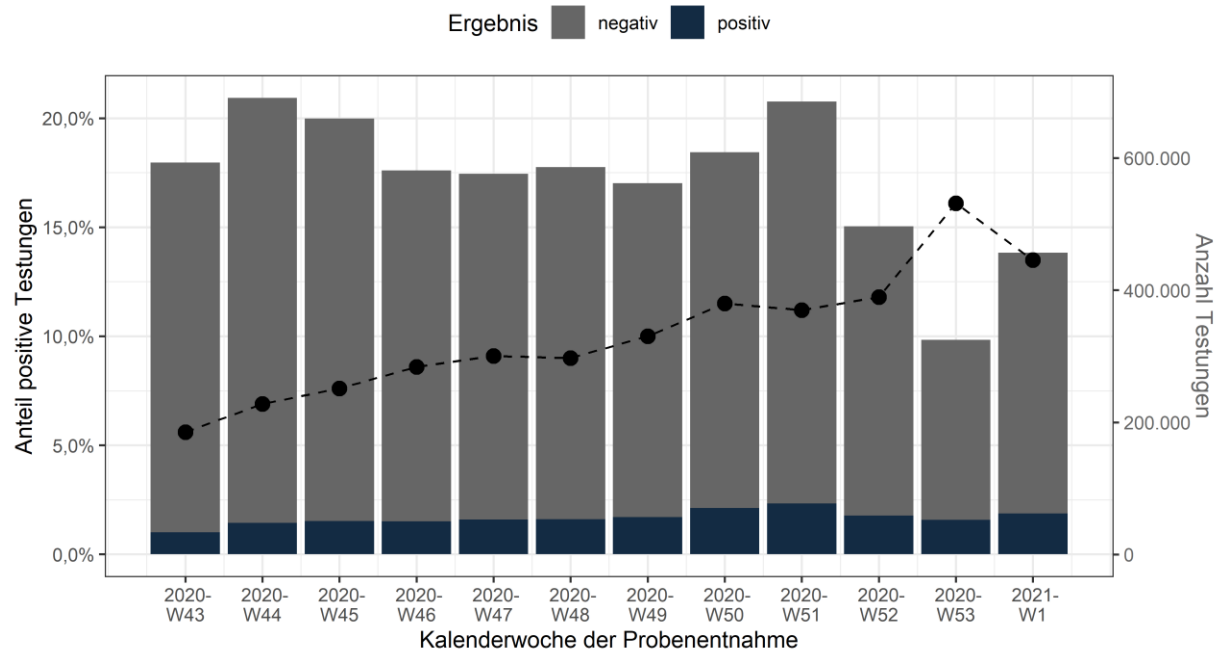 Ergebnis negativ positiv
20,0%
15,0%
10,0%
5,0%
0,0%
Anteil positive Testungen
600.000
400.000
200.000
0
Anzahl Testungen
2020- 2020- 2020- 2020- 2020- 2020- 2020- 2020- 2020- 2020- 2020- 2021-
W43 W44 W45 W46 W47 W48 W49 W50 W51 W52 W53 W1
Kalenderwoche der Probenentnahme